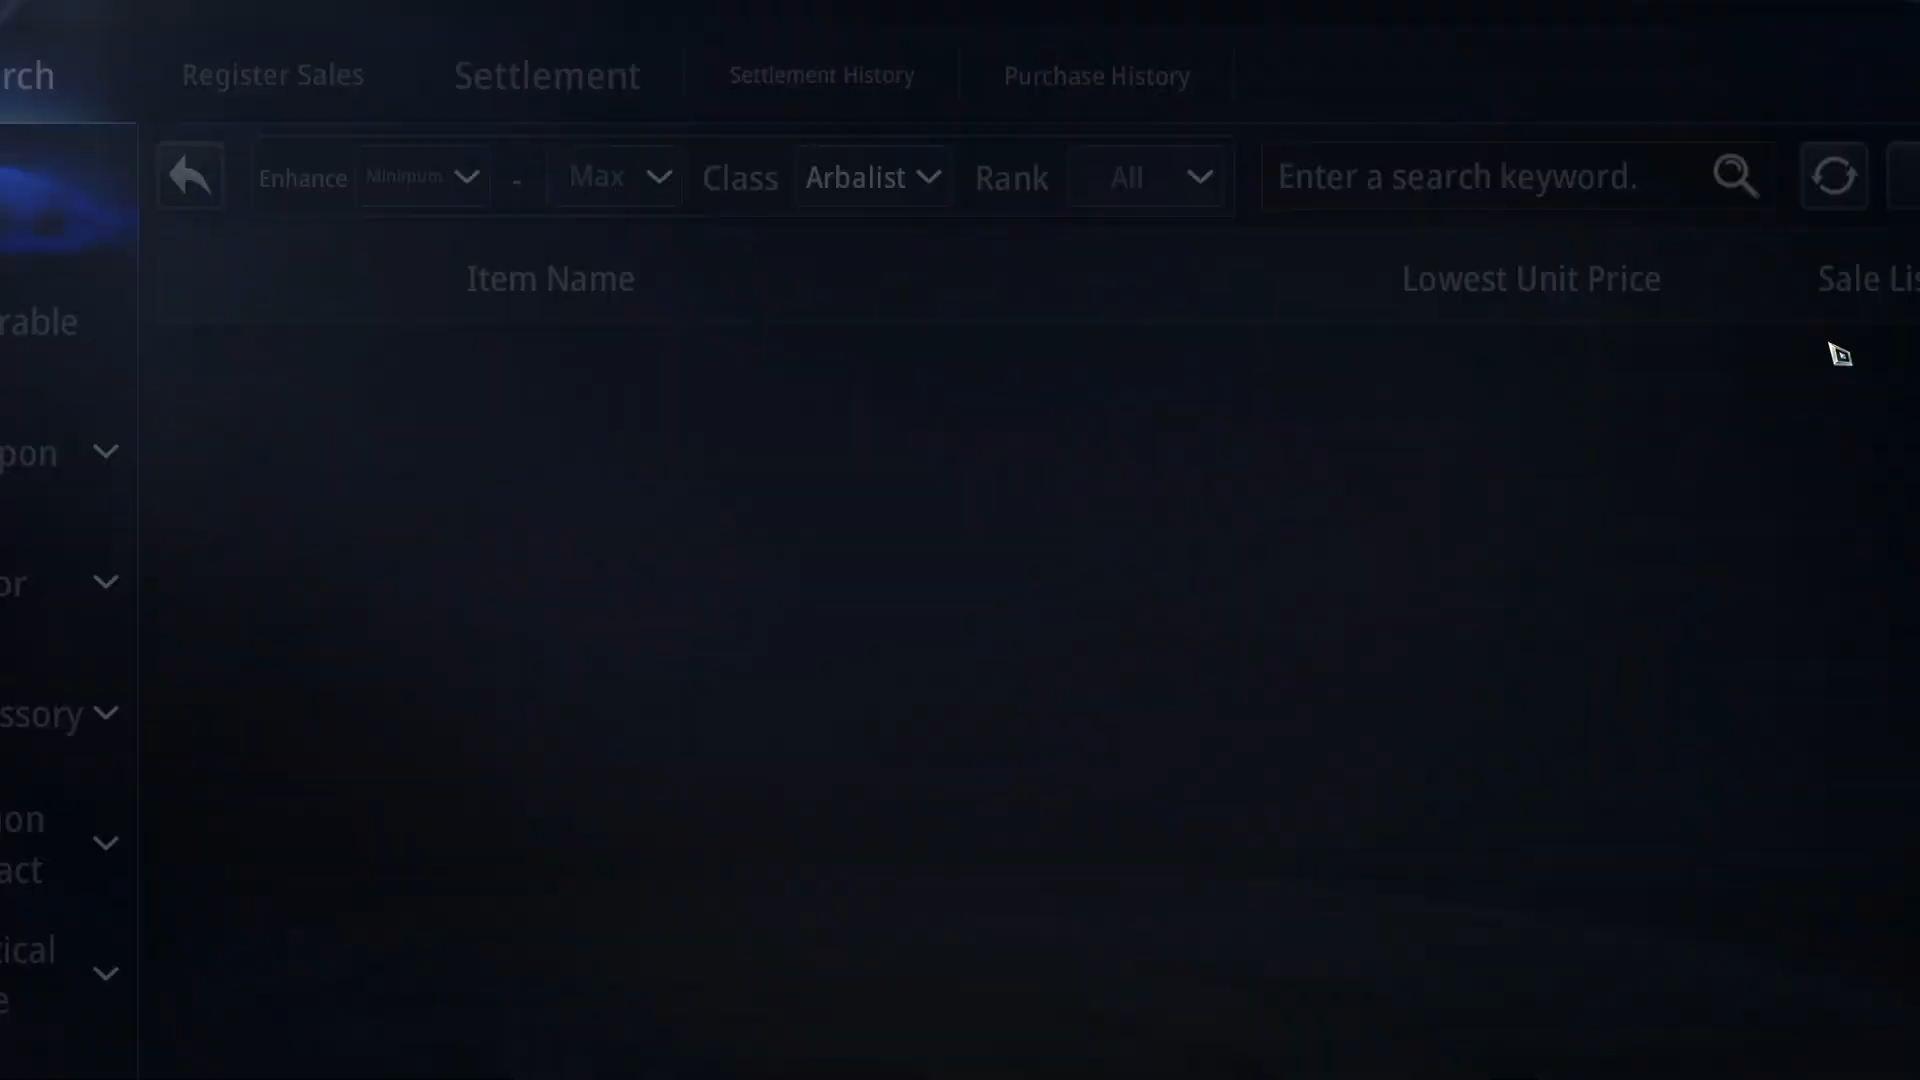 rch Register Sales Settlement Settlement History Purchase History
Enhance Minimum - Max Class Arbalist Rank All Enter a search keyword.
Item Name Lowest Unit Price Sale Lis
rable
pon
or
ssory
ion
act
tical
e